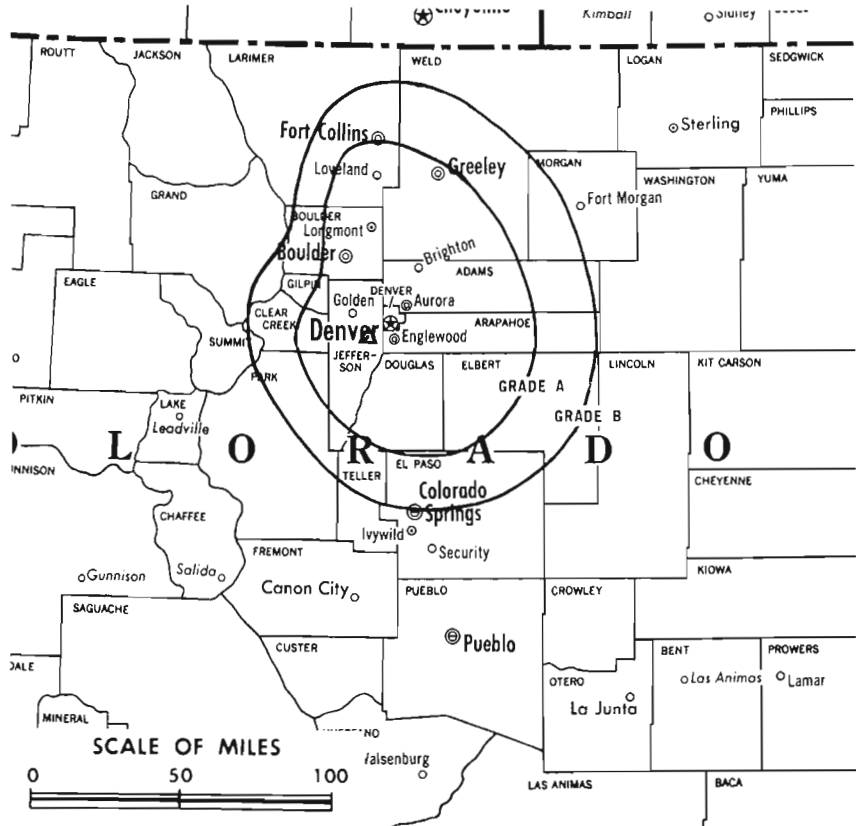 Kimball
Sidney
ROUTT
JACKSON
LARIMER
WELD
LOGAN
SEDGWICK
PHILLIPS
Fort Collins
Sterling
Loveland
Greeley
MORGAN
WASHINGTON
YUMA
GRAND
Fort Morgan
BOULDER
Longmont
Boulder
Brighton
ADAMS
EAGLE
GILPIN
DENVER
Golden
Aurora
CLEAR
CREEK
ARAPAHOE
Denver
Englewood
SUMMI
JEFFER-
SON
DOUGLAS
ELBERT
LINCOLN
KIT CARSON
PARK
GRADE A
PITKIN
LAKE
GRADE B
Leadville
L O R A D O
NNISON
TELLER
EL PASO
CHEYENNE
Colorado
Springs
CHAFFEE
Ivywild
Security
FREMONT
KIOWA
Gunnison
Salida
Canon City
PUEBLO
CROWLEY
SAGUACHE
Pueblo
CUSTER
BENT
PROWERS
DALE
OTERO
Las Animas
Lamar
La Junta
MINERAL
SCALE OF MILES
alsenburg
0 50 100
LAS ANIMAS
BACA